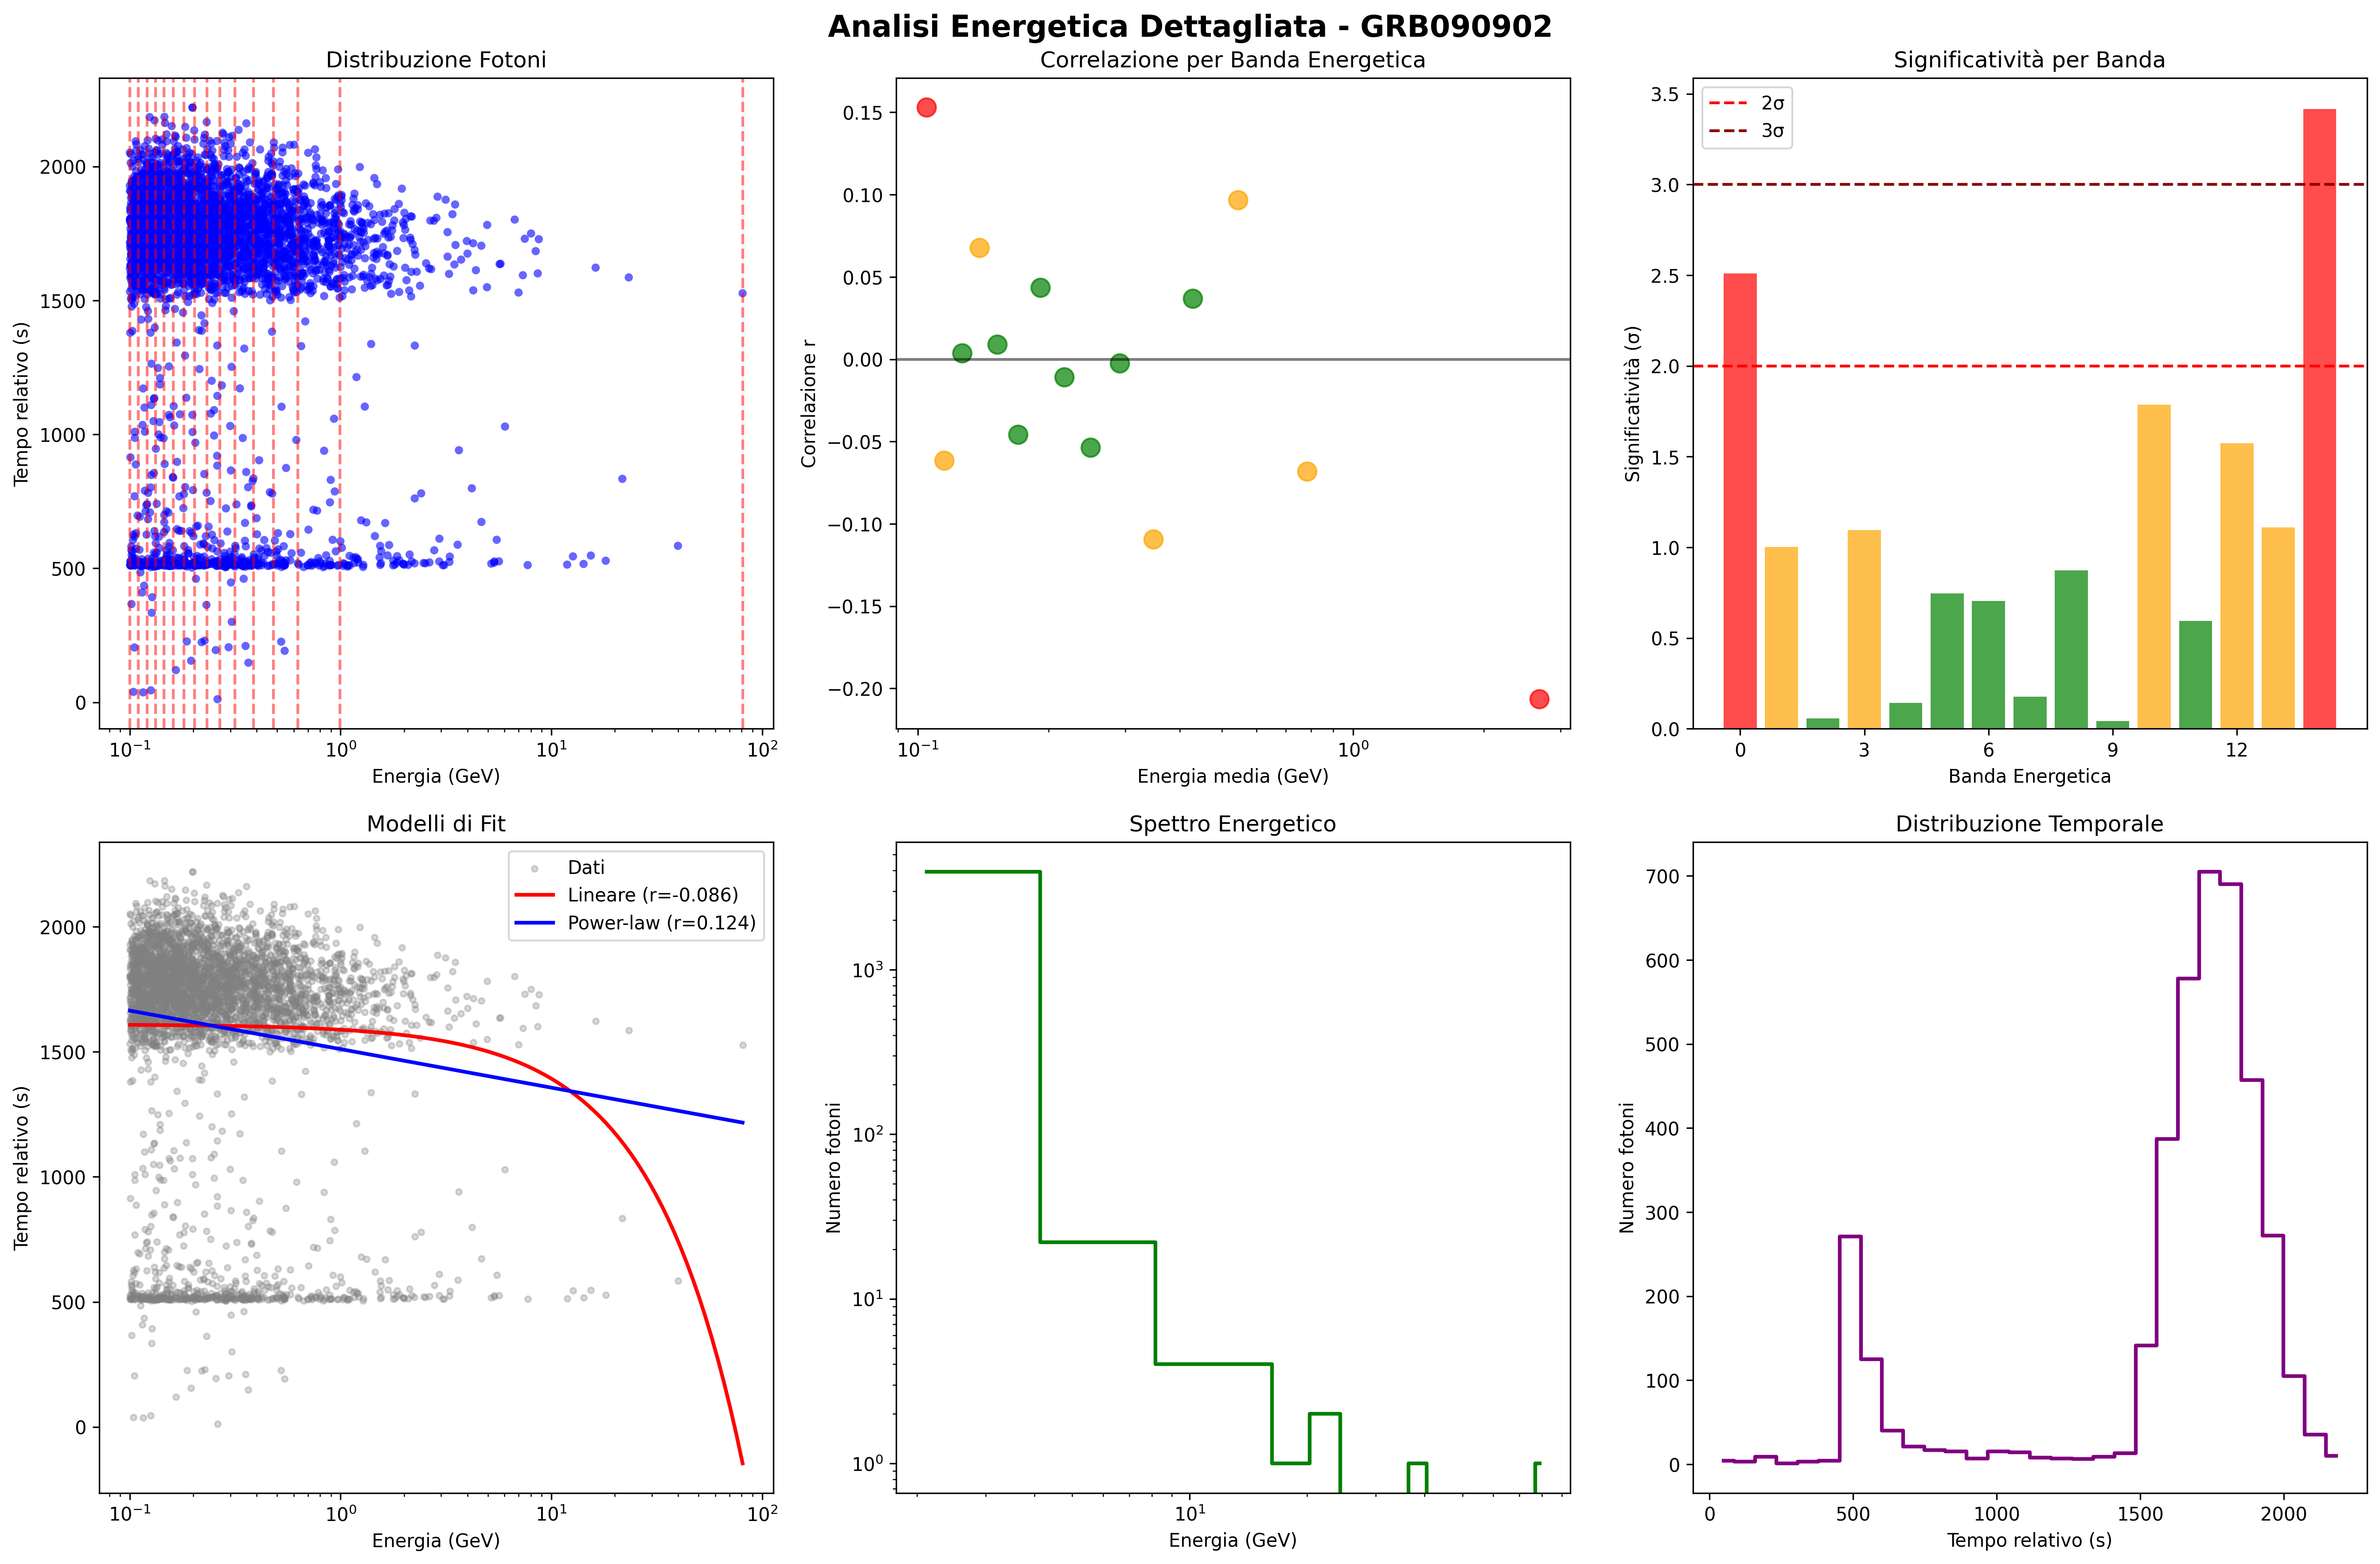 Analisi Energetica Dettagliata - GRB090902
Distribuzione Fotoni
Tempo relativo (s)
2000
1500
1000
500
0
10⁻¹ 10⁰ 10¹ 10²
Energia (GeV)
Correlazione per Banda Energetica
Correlazione r
0.15
0.10
0.05
0.00
−0.05
−0.10
−0.15
−0.20
10⁻¹ 10⁰
Energia media (GeV)
Significatività per Banda
2σ
3σ
Significatività (σ)
3.5
3.0
2.5
2.0
1.5
1.0
0.5
0.0
0 3 6 9 12
Banda Energetica
Modelli di Fit
Dati
Lineare (r=-0.086)
Power-law (r=0.124)
Tempo relativo (s)
2000
1500
1000
500
0
10⁻¹ 10⁰ 10¹ 10²
Energia (GeV)
Spettro Energetico
Numero fotoni
10³
10²
10¹
10⁰
10¹
Energia (GeV)
Distribuzione Temporale
Numero fotoni
700
600
500
400
300
200
100
0
0 500 1000 1500 2000
Tempo relativo (s)